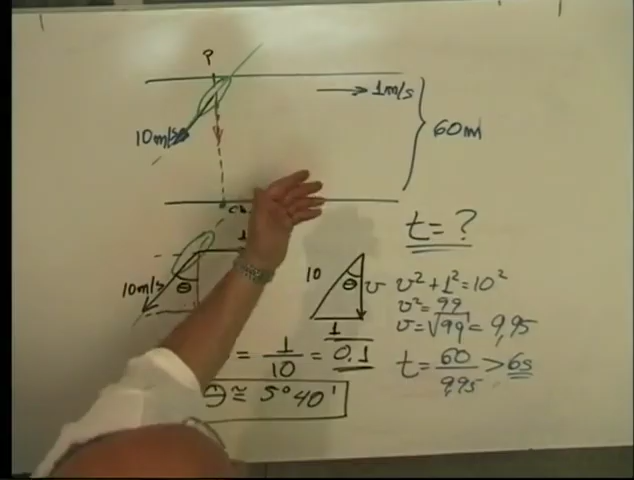 P
1m/s
10m/s
60m
t = ?
10m/s
θ
10
θ
v
1
v² + 1² = 10²
v² = 99
v = √99 = 9,95
= 1/10 = 0.1
t = 60/9,95 > 6s
θ ≅ 5°40'